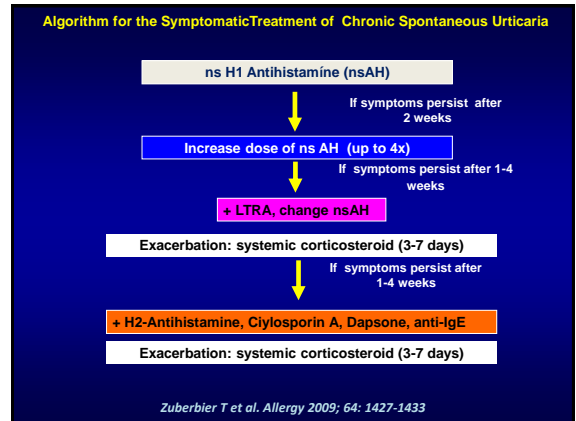 Algorithm for the SymptomaticTreatment of Chronic Spontaneous Urticaria
ns H1 Antihistamíne (nsAH)
If symptoms persist after
2 weeks
Increase dose of ns AH (up to 4x)
If symptoms persist after 1-4
weeks
+ LTRA, change nsAH
Exacerbation: systemic corticosteroid (3-7 days)
If symptoms persist after
1-4 weeks
+ H2-Antihistamine, Ciylosporin A, Dapsone, anti-IgE
Exacerbation: systemic corticosteroid (3-7 days)
Zuberbier T et al. Allergy 2009; 64: 1427-1433